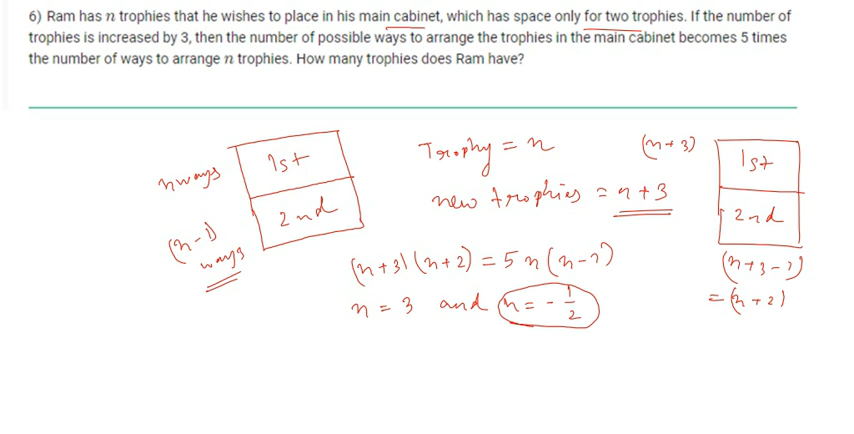 6) Ram has n trophies that he wishes to place in his main cabinet, which has space only for two trophies. If the number of
trophies is increased by 3, then the number of possible ways to arrange the trophies in the main cabinet becomes 5 times
the number of ways to arrange n trophies. How many trophies does Ram have?
n ways
1st
2nd
(n-1)
ways
Trophy = n
new trophies = n+3
(n+3)
1st
2nd
(n+3-1)
= (n+2)
(n+3)(n+2) = 5n(n-1)
n = 3 and n = -1/2